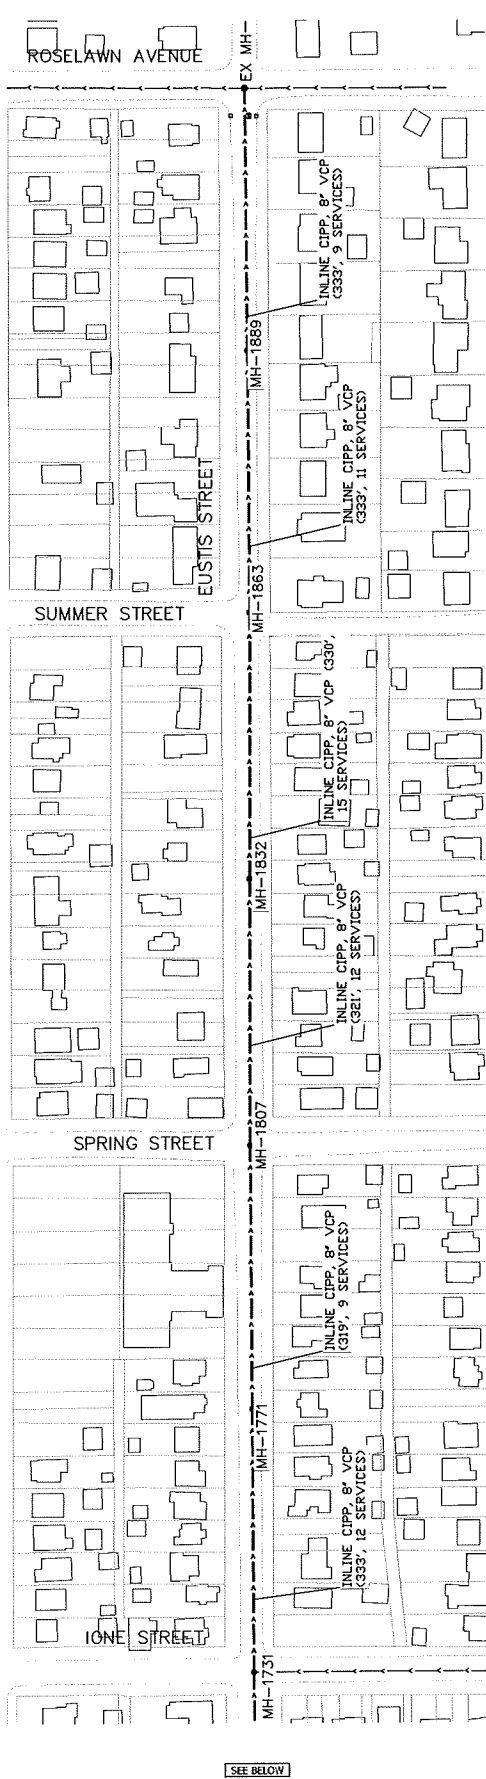 EX MH-
ROSELAWN AVENUE
INLINE CIPP, 8" VCP
(333', 9 SERVICES)
MH-1889
INLINE CIPP, 8" VCP
(333', 11 SERVICES)
EUSTIS STREET
MH-1863
SUMMER STREET
INLINE CIPP, 8" VCP (330',
15 SERVICES)
MH-1832
INLINE CIPP, 8" VCP
(321', 12 SERVICES)
MH-1807
SPRING STREET
INLINE CIPP, 8" VCP
(319', 9 SERVICES)
MH-1771
INLINE CIPP, 8" VCP
(333', 12 SERVICES)
IONE STREET
MH-1731
SEE BELOW